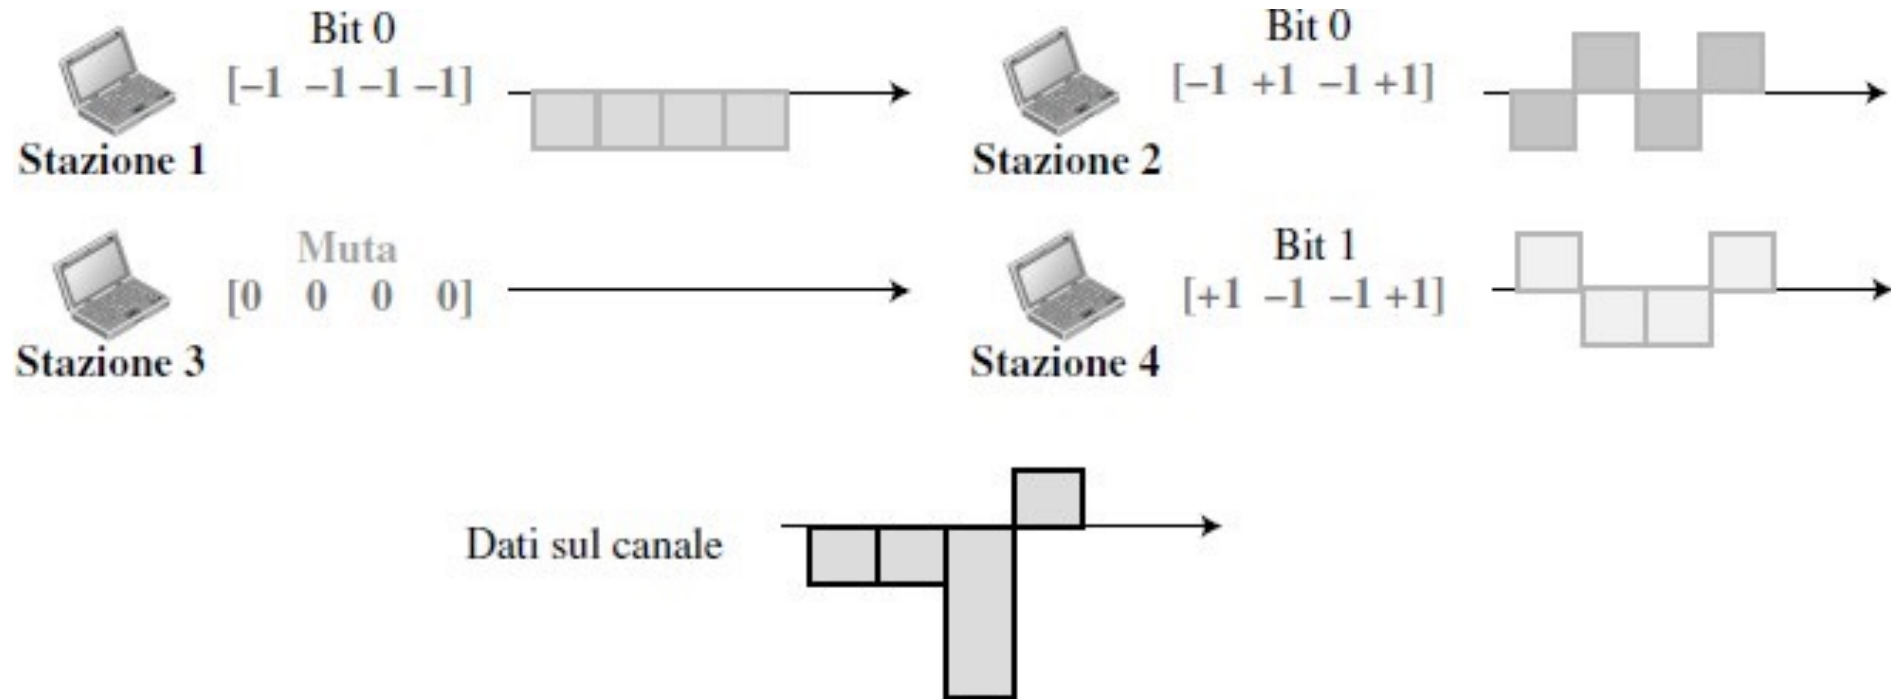 Bit 0
[–1 –1 –1 –1]
Stazione 1
Bit 0
[–1 +1 –1 +1]
Stazione 2
Muta
[0 0 0 0]
Stazione 3
Bit 1
[+1 –1 –1 +1]
Stazione 4
Dati sul canale